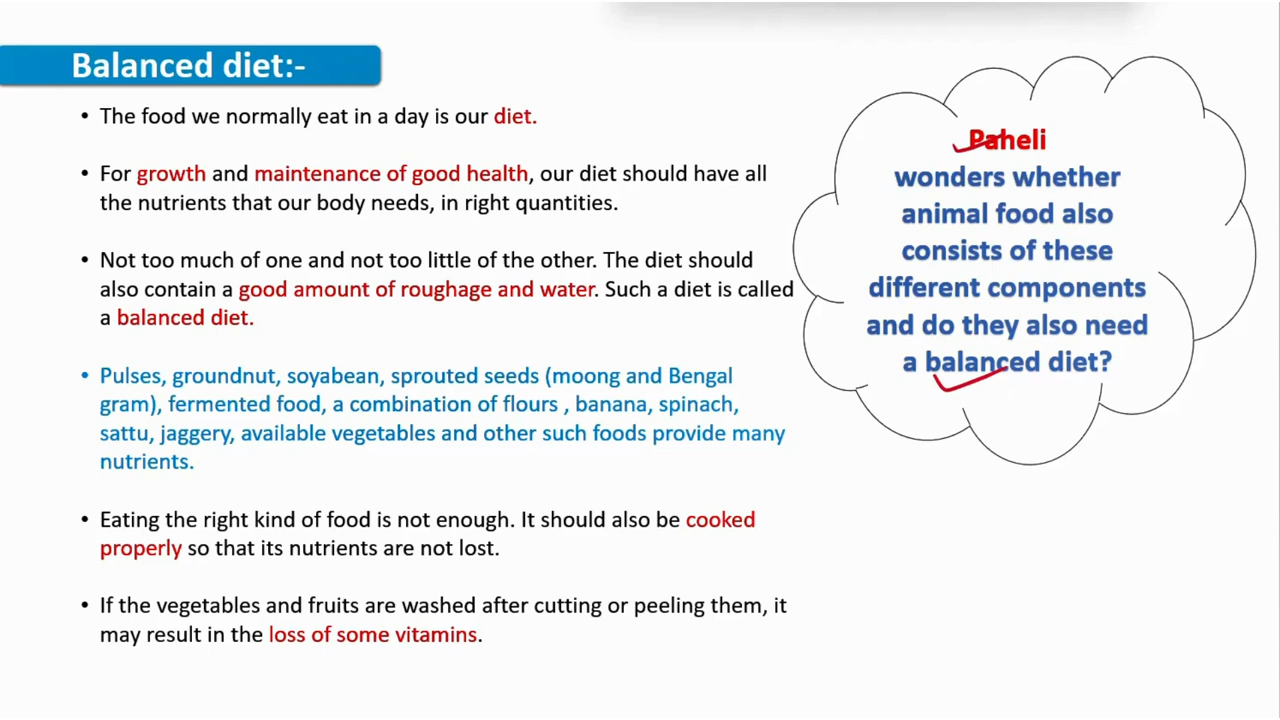 Balanced diet:-
• The food we normally eat in a day is our diet.
• For growth and maintenance of good health, our diet should have all
the nutrients that our body needs, in right quantities.
• Not too much of one and not too little of the other. The diet should
also contain a good amount of roughage and water. Such a diet is called
a balanced diet.
• Pulses, groundnut, soyabean, sprouted seeds (moong and Bengal
gram), fermented food, a combination of flours , banana, spinach,
sattu, jaggery, available vegetables and other such foods provide many
nutrients.
• Eating the right kind of food is not enough. It should also be cooked
properly so that its nutrients are not lost.
• If the vegetables and fruits are washed after cutting or peeling them, it
may result in the loss of some vitamins.
Paheli
wonders whether
animal food also
consists of these
different components
and do they also need
a balanced diet?